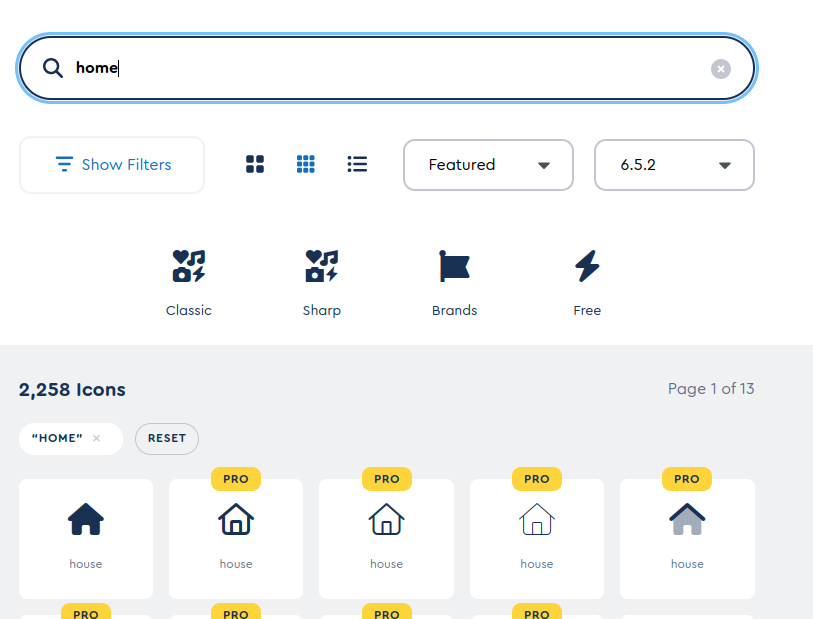 home
Show Filters
Featured
6.5.2
Classic
Sharp
Brands
Free
2,258 Icons
Page 1 of 13
"HOME" ×
RESET
PRO
PRO
PRO
PRO
house
house
house
house
house
PRO
PRO
PRO
PRO